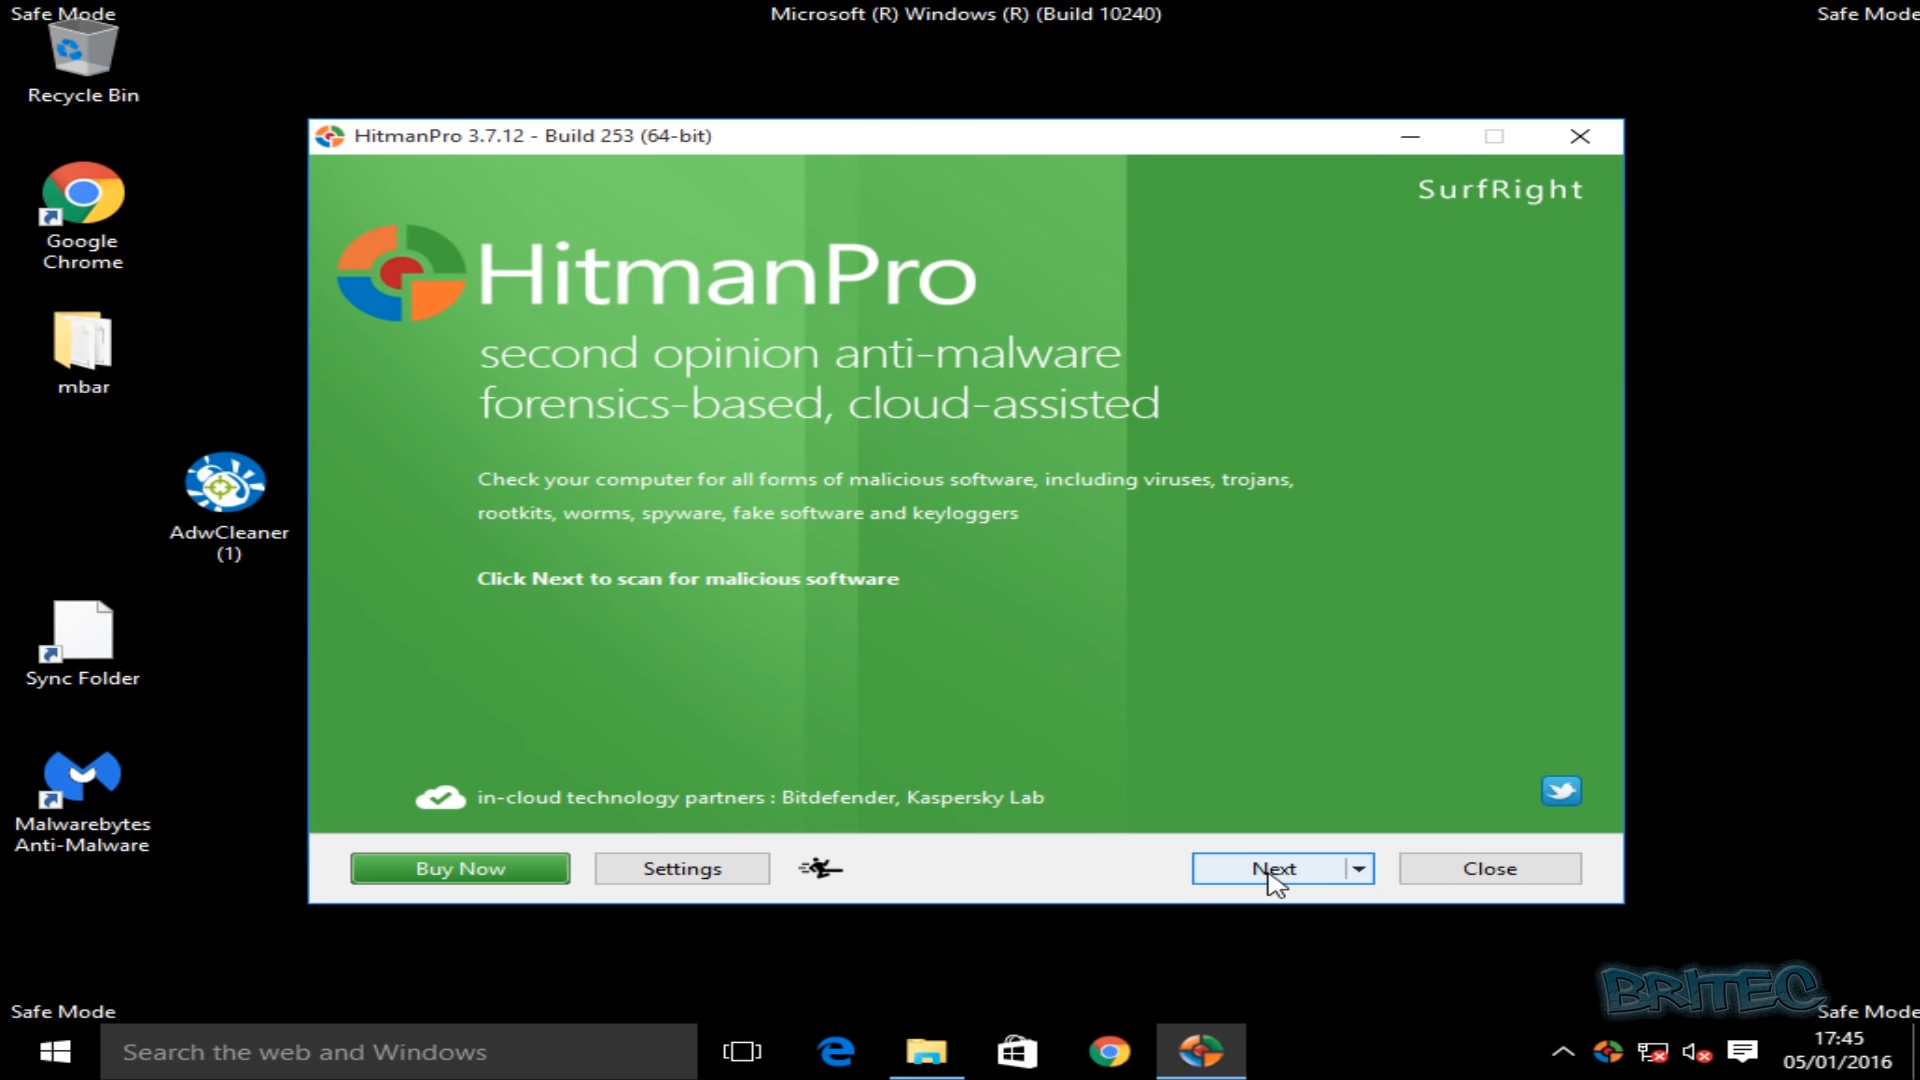 Safe Mode
Microsoft (R) Windows (R) (Build 10240)
Safe Mode
Recycle Bin
Google
Chrome
mbar
AdwCleaner
(1)
Sync Folder
Malwarebytes
Anti-Malware
HitmanPro 3.7.12 - Build 253 (64-bit)
SurfRight
HitmanPro
second opinion anti-malware
forensics-based, cloud-assisted
Check your computer for all forms of malicious software, including viruses, trojans,
rootkits, worms, spyware, fake software and keyloggers
Click Next to scan for malicious software
in-cloud technology partners : Bitdefender, Kaspersky Lab
Buy Now
Settings
Next
Close
BRITEC
Safe Mode
Safe Mode
Search the web and Windows
17:45
05/01/2016